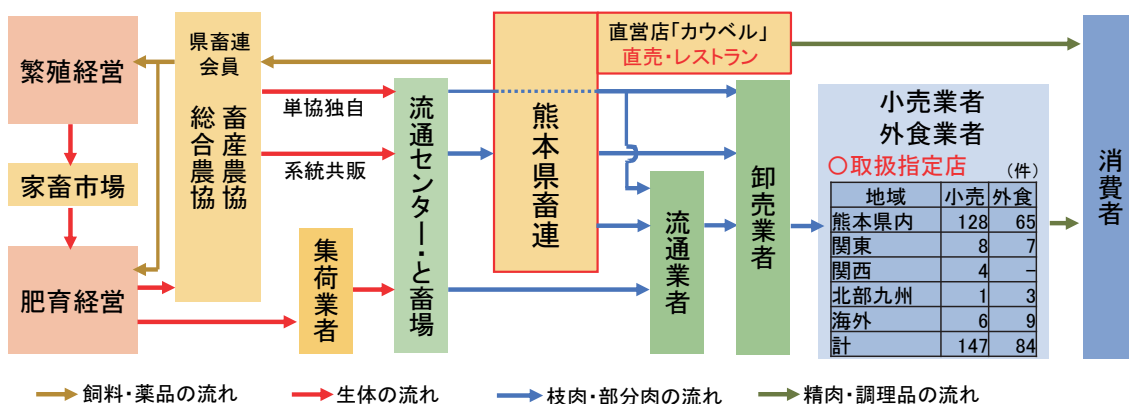 繁殖経営
家畜市場
肥育経営
県畜連
会員
総合農協
畜産農協
単協独自
系統共販
集荷業者
流通センター・と畜場
熊本県畜連
直営店「カウベル」
直売・レストラン
流通業者
卸売業者
小売業者
外食業者
○取扱指定店 (件)
地域 小売 外食
熊本県内 128 65
関東 8 7
関西 4 −
北部九州 1 3
海外 6 9
計 147 84
消費者
飼料・薬品の流れ
生体の流れ
枝肉・部分肉の流れ
精肉・調理品の流れ